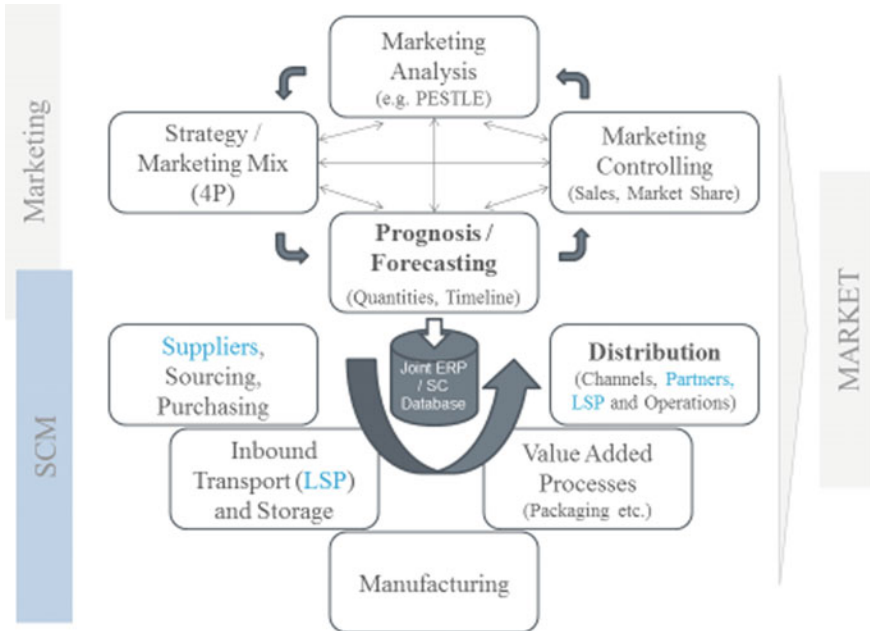 Marketing
Marketing
Analysis
(e.g. PESTLE)
Strategy /
Marketing Mix
(4P)
Marketing
Controlling
(Sales, Market Share)
Prognosis /
Forecasting
(Quantities, Timeline)
MARKET
SCM
Suppliers,
Sourcing,
Purchasing
Joint ERP
/ SC
Database
Distribution
(Channels, Partners,
LSP and Operations)
Inbound
Transport (LSP)
and Storage
Value Added
Processes
(Packaging etc.)
Manufacturing